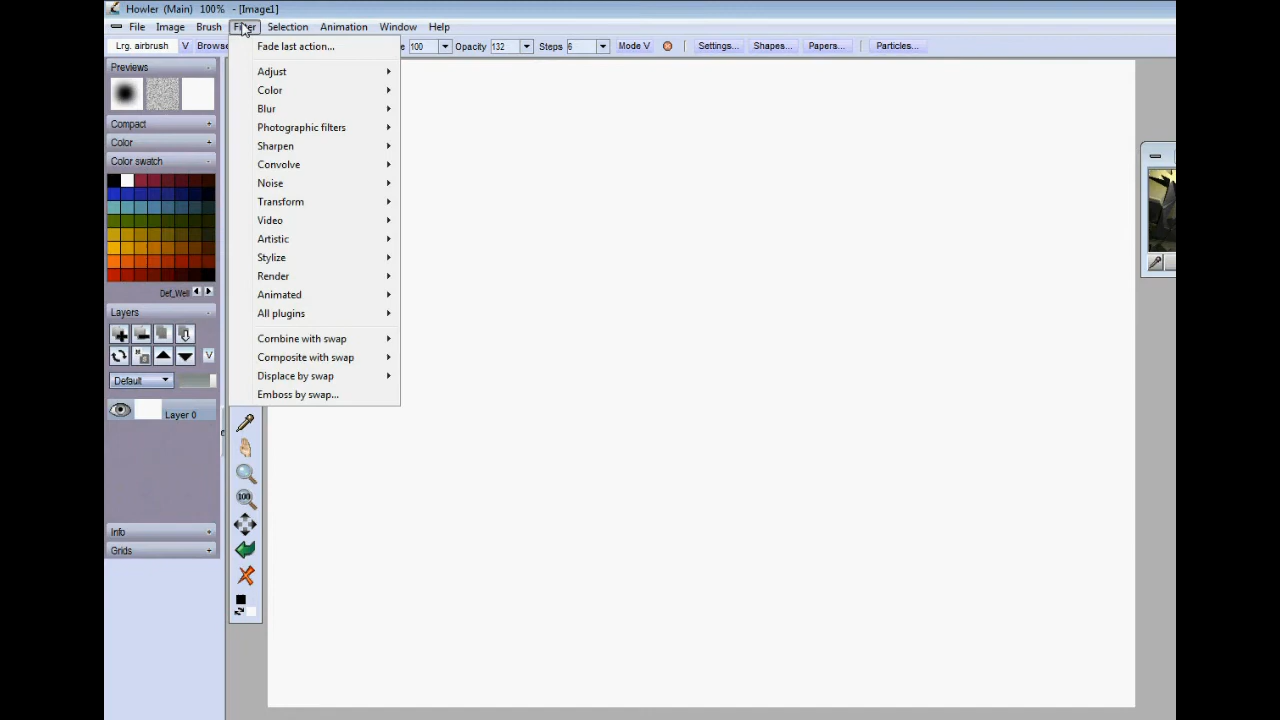 Howler (Main) 100% - [Image1]
File Image Brush Filter Selection Animation Window Help
Lrg. airbrush V Browse 100 Opacity 132 Steps 6 Mode V Settings... Shapes... Papers... Particles...
Fade last action...
Previews -
Adjust
Color
Blur
Photographic filters
Sharpen
Convolve
Noise
Transform
Video
Artistic
Stylize
Render
Animated
All plugins
Combine with swap
Composite with swap
Displace by swap
Emboss by swap...
Compact +
Color +
Color swatch -
Def_Well
Layers -
V
Default
Layer 0
100
Info +
Grids +